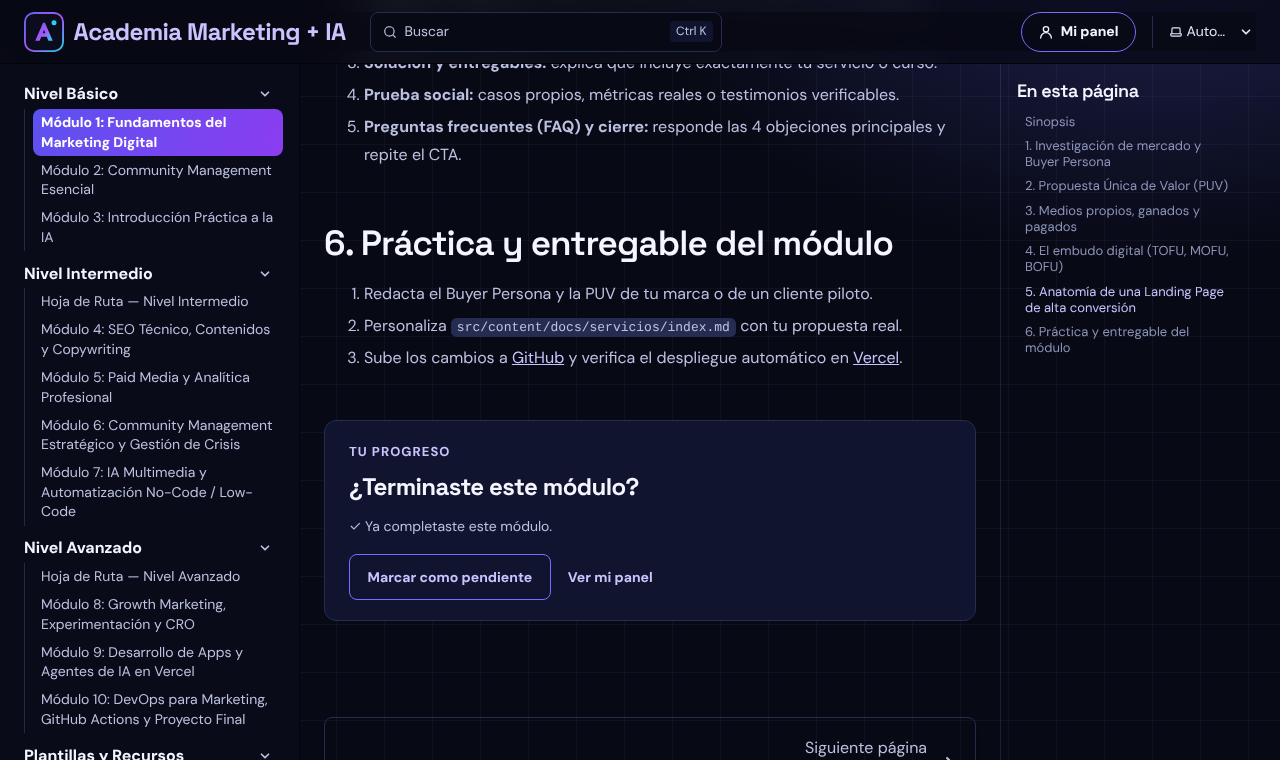 Academia Marketing + IA
Buscar
Ctrl K
Mi panel
Auto...
Nivel Básico
Módulo 1: Fundamentos del
Marketing Digital
Módulo 2: Community Management
Esencial
Módulo 3: Introducción Práctica a la
IA
Nivel Intermedio
Hoja de Ruta — Nivel Intermedio
Módulo 4: SEO Técnico, Contenidos
y Copywriting
Módulo 5: Paid Media y Analítica
Profesional
Módulo 6: Community Management
Estratégico y Gestión de Crisis
Módulo 7: IA Multimedia y
Automatización No-Code / Low-
Code
Nivel Avanzado
Hoja de Ruta — Nivel Avanzado
Módulo 8: Growth Marketing,
Experimentación y CRO
Módulo 9: Desarrollo de Apps y
Agentes de IA en Vercel
Módulo 10: DevOps para Marketing,
GitHub Actions y Proyecto Final
Plantillas y Recursos
3. Solución y entregables: explica qué incluye exactamente tu servicio o curso.
4. Prueba social: casos propios, métricas reales o testimonios verificables.
5. Preguntas frecuentes (FAQ) y cierre: responde las 4 objeciones principales y
repite el CTA.
6. Práctica y entregable del módulo
1. Redacta el Buyer Persona y la PUV de tu marca o de un cliente piloto.
2. Personaliza src/content/docs/servicios/index.md con tu propuesta real.
3. Sube los cambios a GitHub y verifica el despliegue automático en Vercel.
TU PROGRESO
¿Terminaste este módulo?
✓ Ya completaste este módulo.
Marcar como pendiente
Ver mi panel
Siguiente página
En esta página
Sinopsis
1. Investigación de mercado y
Buyer Persona
2. Propuesta Única de Valor (PUV)
3. Medios propios, ganados y
pagados
4. El embudo digital (TOFU, MOFU,
BOFU)
5. Anatomía de una Landing Page
de alta conversión
6. Práctica y entregable del
módulo